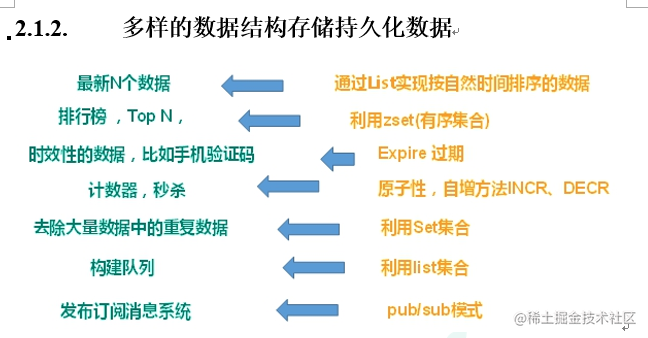 2.1.2. 多样的数据结构存储持久化数据
最新N个数据 通过List实现按自然时间排序的数据
排行榜，Top N， 利用zset(有序集合)
时效性的数据，比如手机验证码 Expire 过期
计数器，秒杀 原子性，自增方法INCR、DECR
去除大量数据中的重复数据 利用Set集合
构建队列 利用list集合
发布订阅消息系统 pub/sub模式
@稀土掘金技术社区